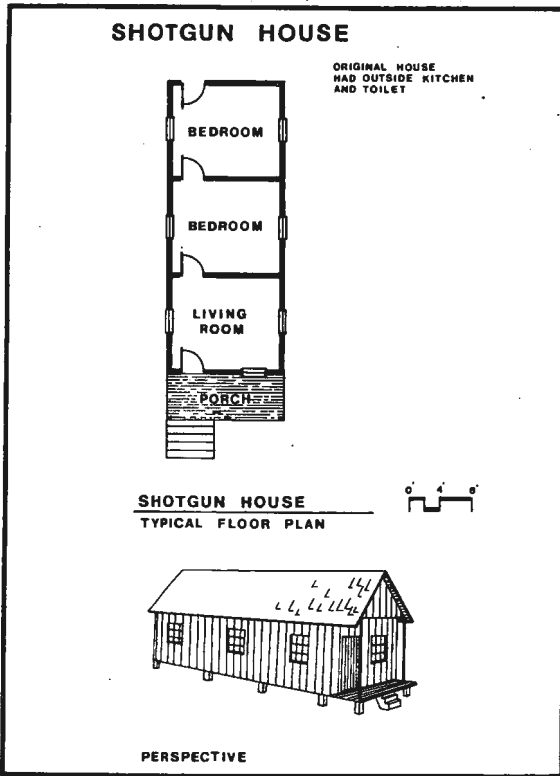 SHOTGUN HOUSE
ORIGINAL HOUSE
HAD OUTSIDE KITCHEN
AND TOILET
BEDROOM
BEDROOM
LIVING
ROOM
PORCH
SHOTGUN HOUSE
TYPICAL FLOOR PLAN
0' 4' 8'
PERSPECTIVE